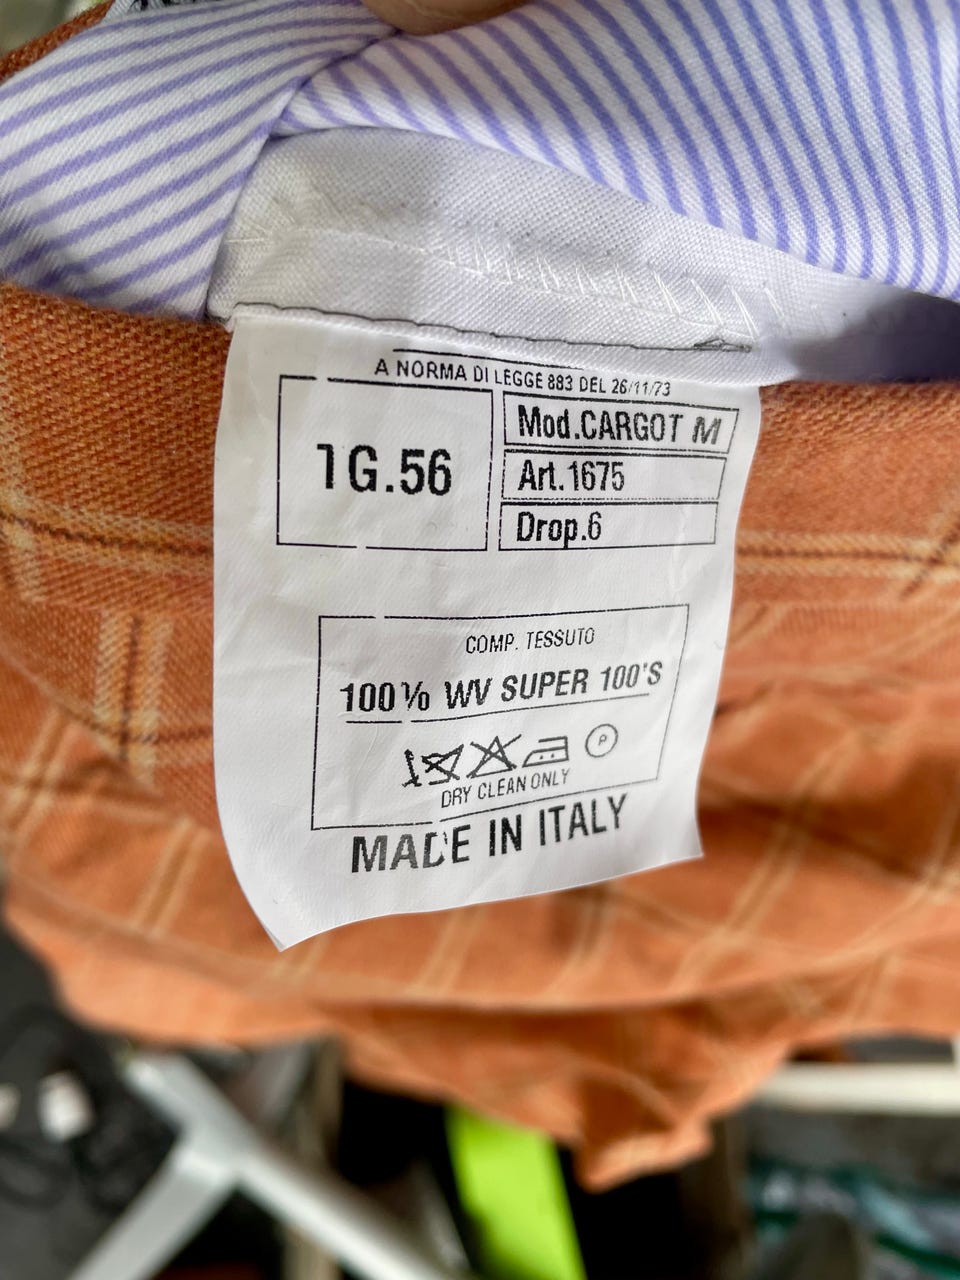 A NORMA DI LEGGE 883 DEL 26/11/73
1G.56
Mod.CARGOT M
Art.1675
Drop.6
COMP. TESSUTO
100% WV SUPER 100'S
P
DRY CLEAN ONLY
MADE IN ITALY